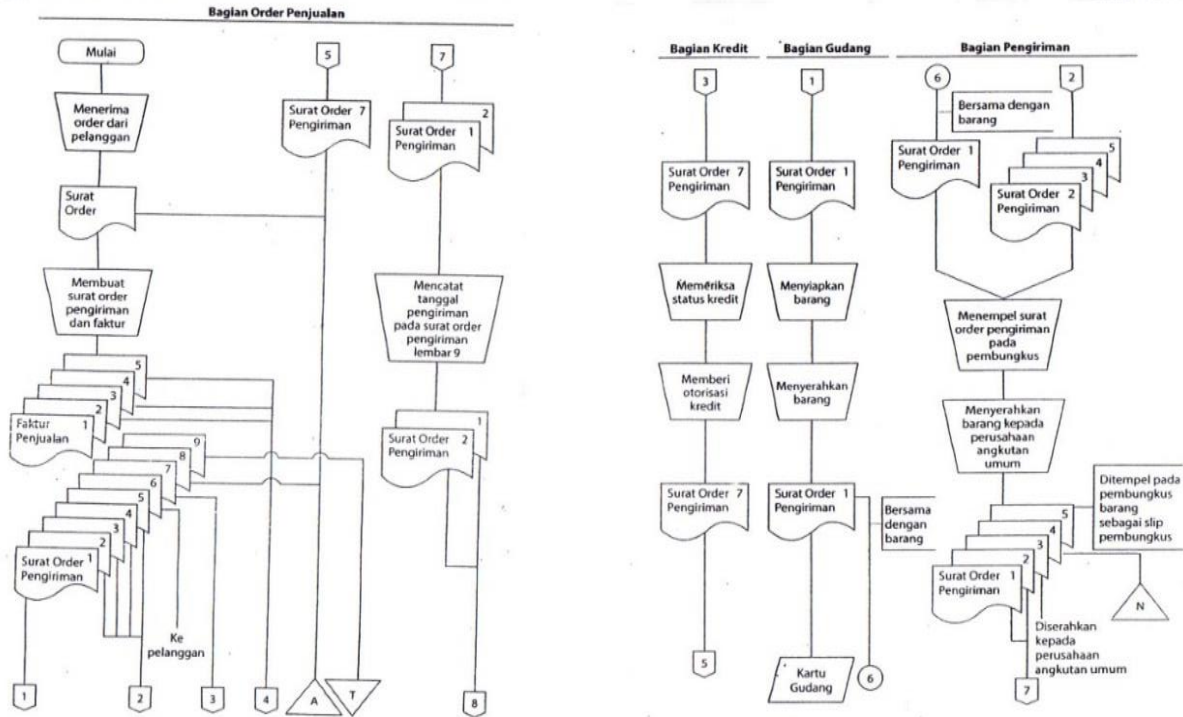 Bagian Order Penjualan
Mulai
Menerima
order dari
pelanggan
Surat
Order
Membuat
surat order
pengiriman
dan faktur
5
4
3
2
Faktur 1
Penjualan
9
8
7
6
5
4
3
2
Surat Order 1
Pengiriman
Ke
pelanggan
1
2
3
4
A
T
5
Surat Order 7
Pengiriman
7
2
Surat Order 1
Pengiriman
Mencatat
tanggal
pengiriman
pada surat order
pengiriman
lembar 9
1
Surat Order 2
Pengiriman
8
Bagian Kredit
3
Surat Order 7
Pengiriman
Memeriksa
status kredit
Memberi
otorisasi
kredit
Surat Order 7
Pengiriman
5
Bagian Gudang
1
Surat Order 1
Pengiriman
Menyiapkan
barang
Menyerahkan
barang
Surat Order 1
Pengiriman
Bersama
dengan
barang
Kartu
Gudang
6
Bagian Pengiriman
6
2
Bersama dengan
barang
Surat Order 1
Pengiriman
5
4
3
Surat Order 2
Pengiriman
Menempel surat
order pengiriman
pada
pembungkus
Menyerahkan
barang kepada
perusahaan
angkutan
umum
Ditempel pada
pembungkus
barang
sebagai slip
pembungkus
5
4
3
2
Surat Order 1
Pengiriman
N
Diserahkan
kepada
perusahaan
angkutan umum
7